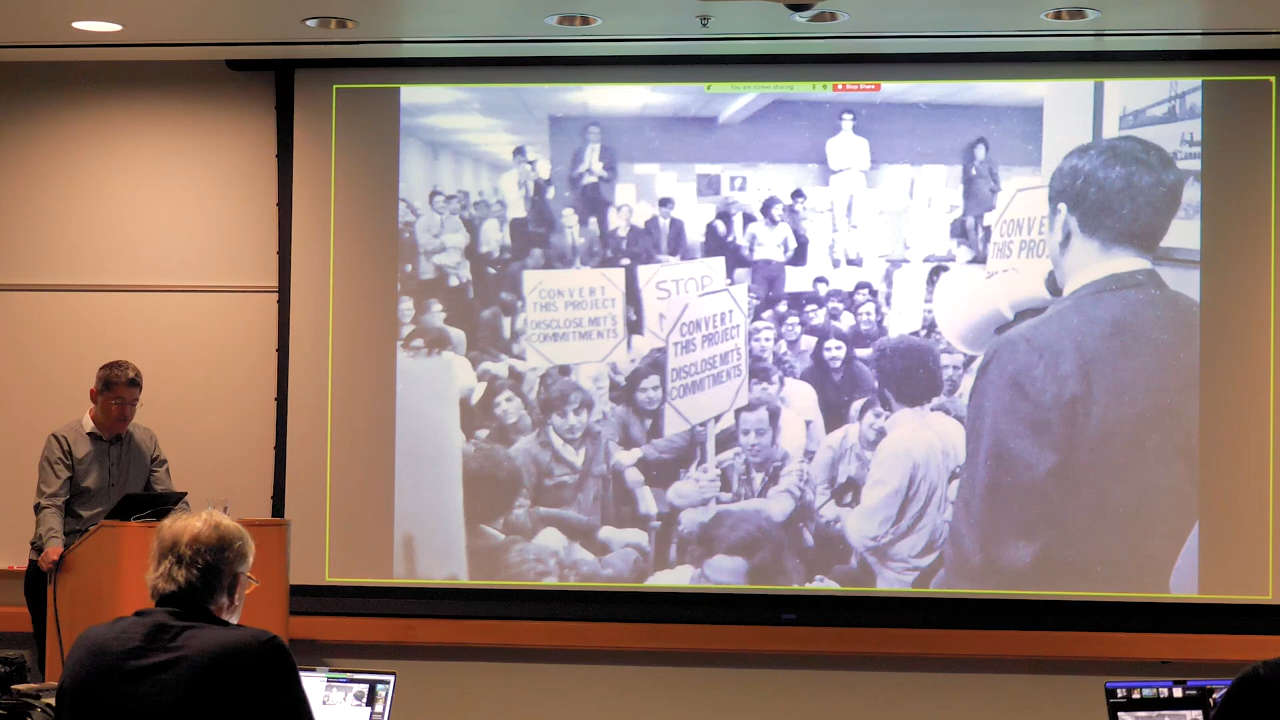 You are screen sharing
Stop Share
CONVERT
THIS PROJECT
DISCLOSE MIT'S
COMMITMENTS
STOP
CONVERT
THIS PROJECT
DISCLOSE MIT'S
COMMITMENTS
CONVE
THIS PRO